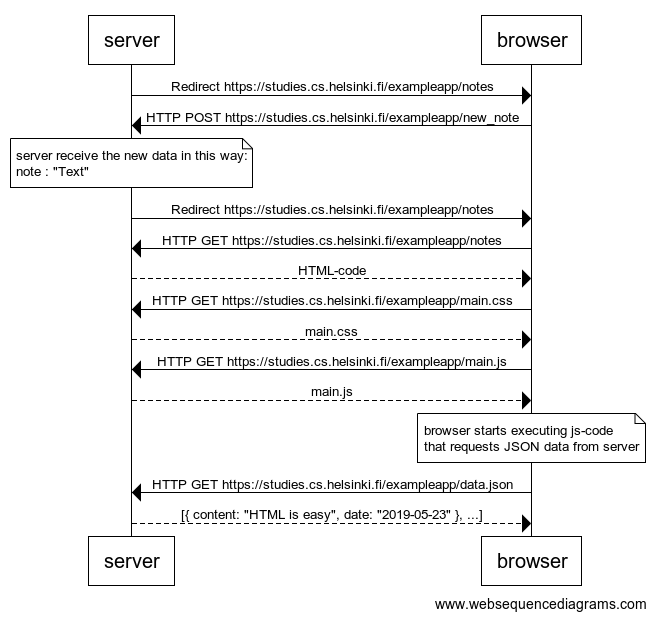 server
browser
Redirect https://studies.cs.helsinki.fi/exampleapp/notes
HTTP POST https://studies.cs.helsinki.fi/exampleapp/new_note
server receive the new data in this way:
note : "Text"
Redirect https://studies.cs.helsinki.fi/exampleapp/notes
HTTP GET https://studies.cs.helsinki.fi/exampleapp/notes
HTML-code
HTTP GET https://studies.cs.helsinki.fi/exampleapp/main.css
main.css
HTTP GET https://studies.cs.helsinki.fi/exampleapp/main.js
main.js
browser starts executing js-code
that requests JSON data from server
HTTP GET https://studies.cs.helsinki.fi/exampleapp/data.json
[{ content: "HTML is easy", date: "2019-05-23" }, ...]
server
browser
www.websequencediagrams.com